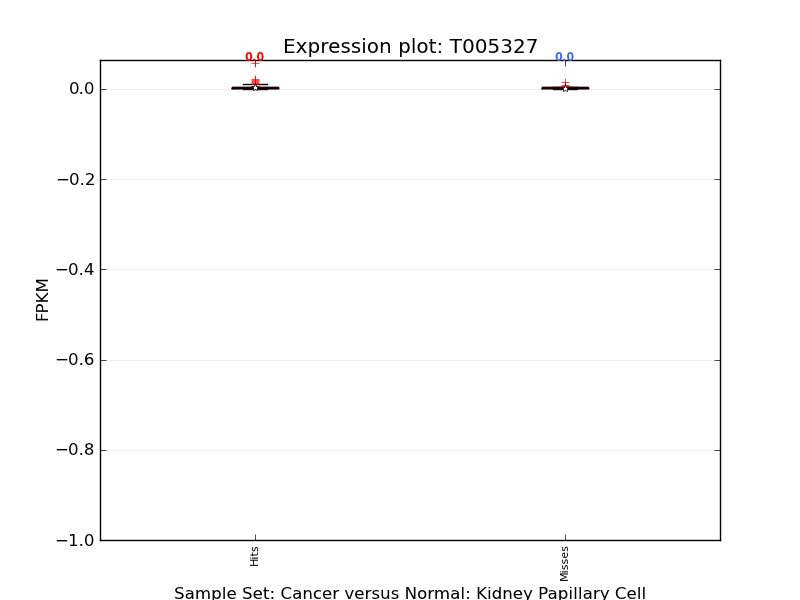 Expression plot: T005327
0.0 0.0
0.0
−0.2
−0.4
−0.6
−0.8
−1.0
FPKM
Hits Misses
Sample Set: Cancer versus Normal: Kidney Papillary Cell